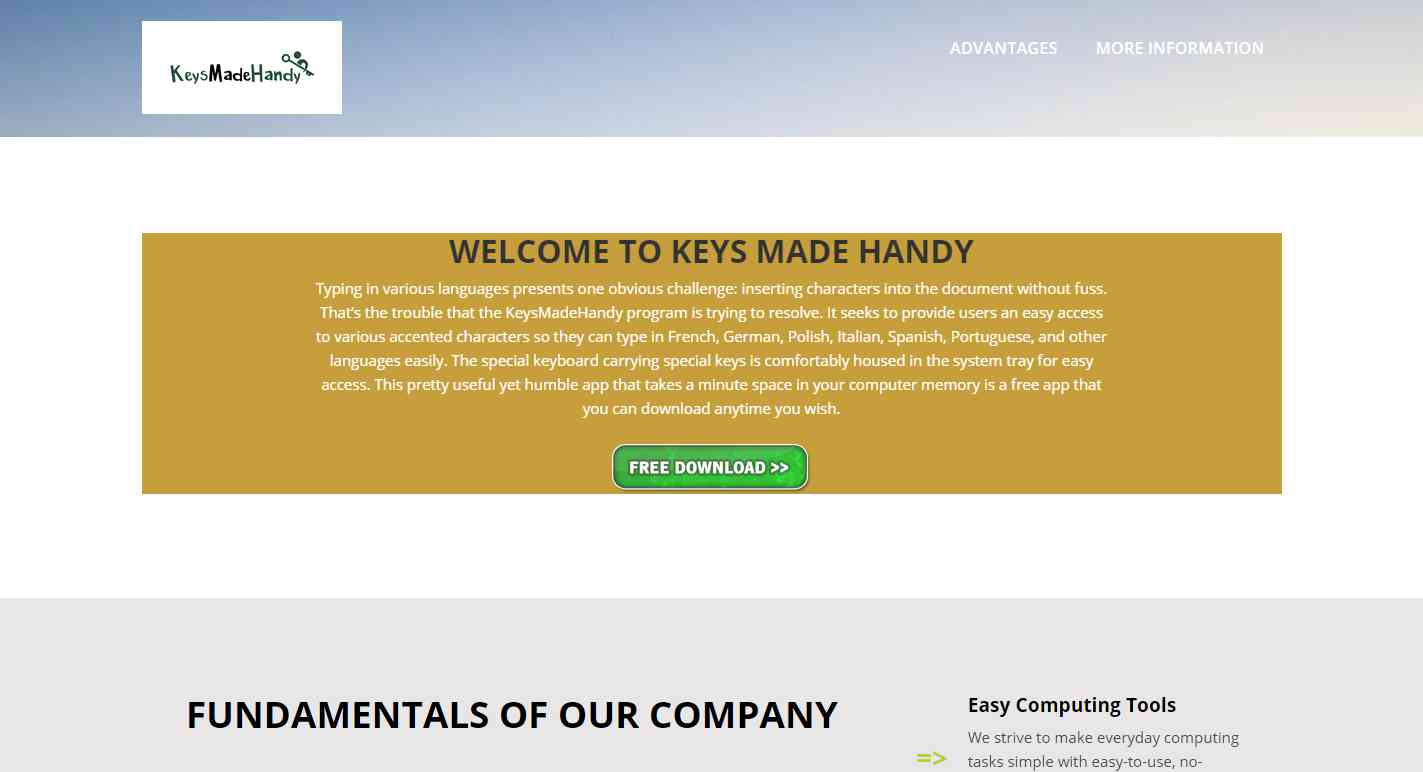 KeysMadeHandy
ADVANTAGES
MORE INFORMATION
WELCOME TO KEYS MADE HANDY
Typing in various languages presents one obvious challenge: inserting characters into the document without fuss.
That's the trouble that the KeysMadeHandy program is trying to resolve. It seeks to provide users an easy access
to various accented characters so they can type in French, German, Polish, Italian, Spanish, Portuguese, and other
languages easily. The special keyboard carrying special keys is comfortably housed in the system tray for easy
access. This pretty useful yet humble app that takes a minute space in your computer memory is a free app that
you can download anytime you wish.
FREE DOWNLOAD >>
FUNDAMENTALS OF OUR COMPANY
=>
Easy Computing Tools
We strive to make everyday computing
tasks simple with easy-to-use, no-